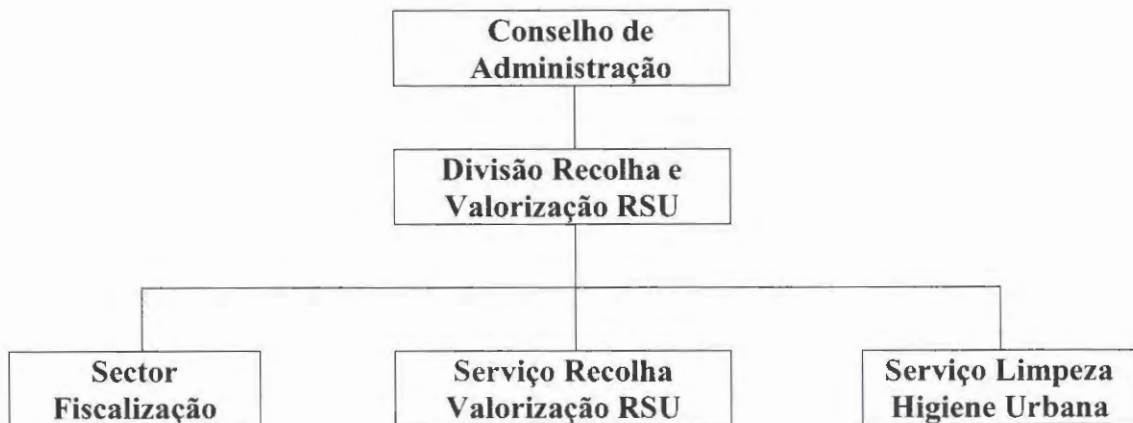 Conselho de
Administração
Divisão Recolha e
Valorização RSU
Sector
Fiscalização
Serviço Recolha
Valorização RSU
Serviço Limpeza
Higiene Urbana